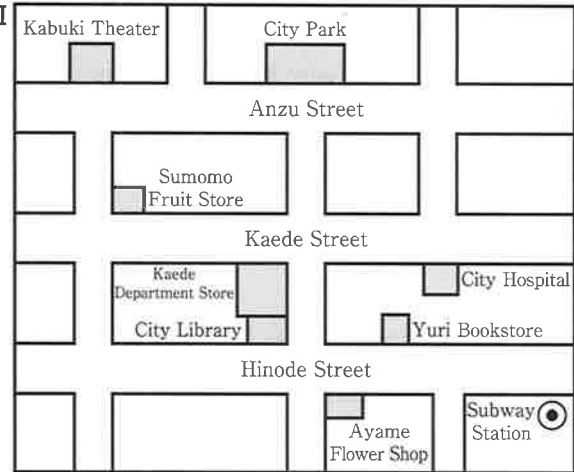 I
Kabuki Theater
City Park
Anzu Street
Sumomo
Fruit Store
Kaede Street
Kaede
Department Store
City Hospital
City Library
Yuri Bookstore
Hinode Street
Ayame
Flower Shop
Subway
Station